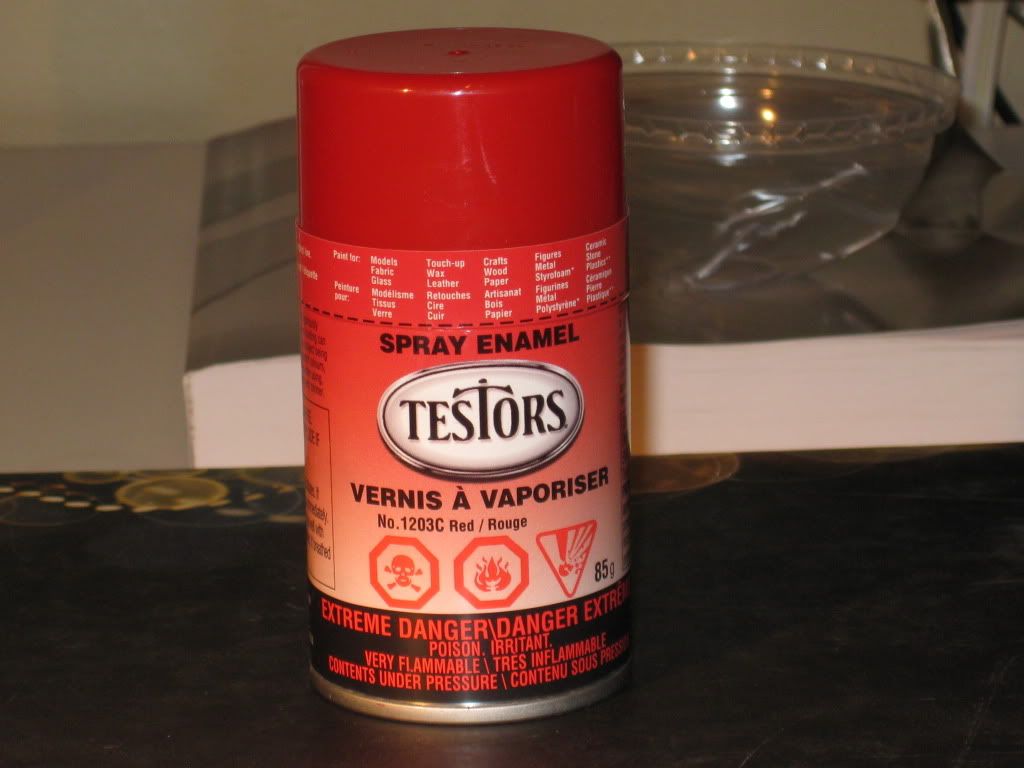 Paint for: Models Touch-up Crafts Figures Ceramic
Fabric Wax Wood Metal Stone
Glass Leather Paper Styrofoam* Plastics**
Peinture pour: Modélisme Retouches Artisanat Figurines Céramique
Tissus Cire Bois Métal Pierre
Verre Cuir Papier Polystyrène* Plastique**
SPRAY ENAMEL
TESTORS
VERNIS À VAPORISER
No.1203C Red / Rouge
85g
EXTREME DANGER\DANGER EXTRÊME
POISON. IRRITANT.
VERY FLAMMABLE \ TRES INFLAMMABLE
CONTENTS UNDER PRESSURE \ CONTENU SOUS PRESSION